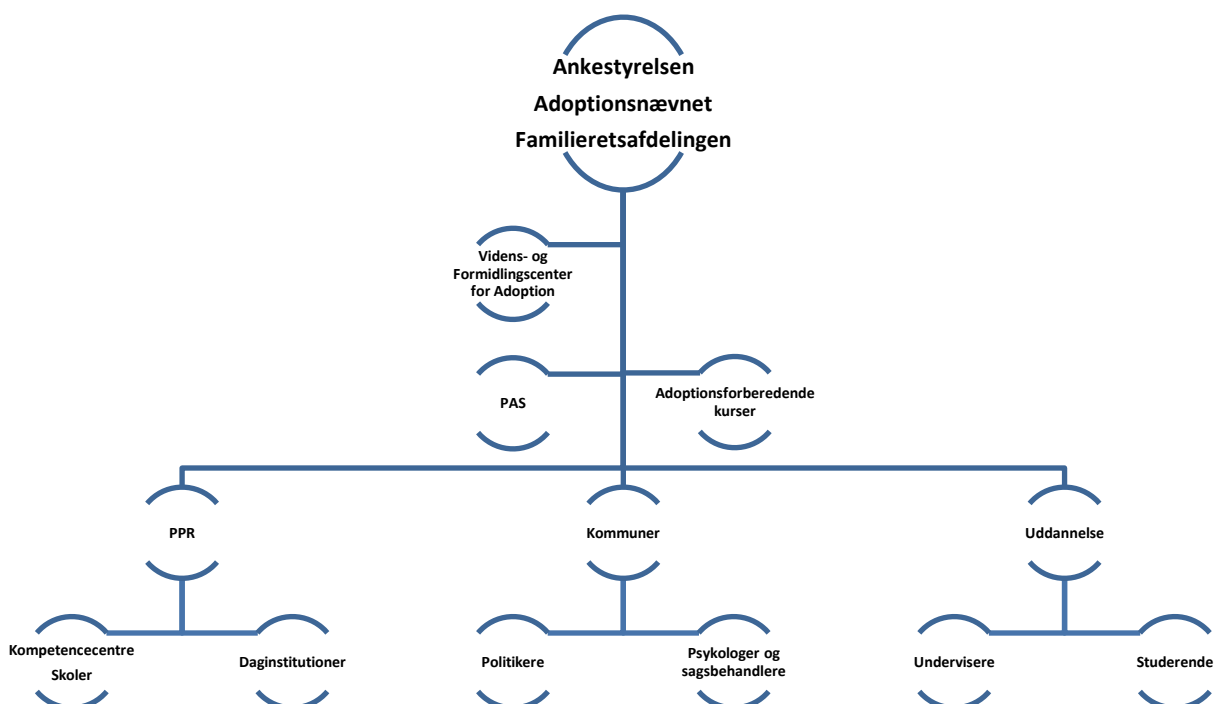 Ankestyrelsen
Adoptionsnævnet
Familieretsafdelingen
Videns- og
Formidlingscenter
for Adoption
PAS
Adoptionsforberedende
kurser
PPR
Kommuner
Uddannelse
Kompetencecentre
Skoler
Daginstitutioner
Politikere
Psykologer og
sagsbehandlere
Undervisere
Studerende